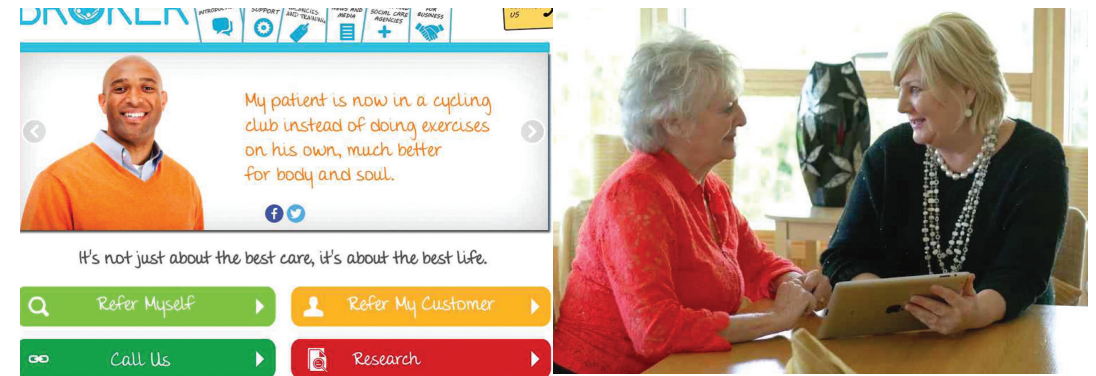 BROKER
SUPPORT
AND TRAINING
NEWS AND
MEDIA
SOCIAL CARE
AGENCIES
FOR
BUSINESS
US
My patient is now in a cycling
club instead of doing exercises
on his own, much better
for body and soul.
It's not just about the best care, it's about the best life.
Refer Myself
Refer My Customer
Call Us
Research